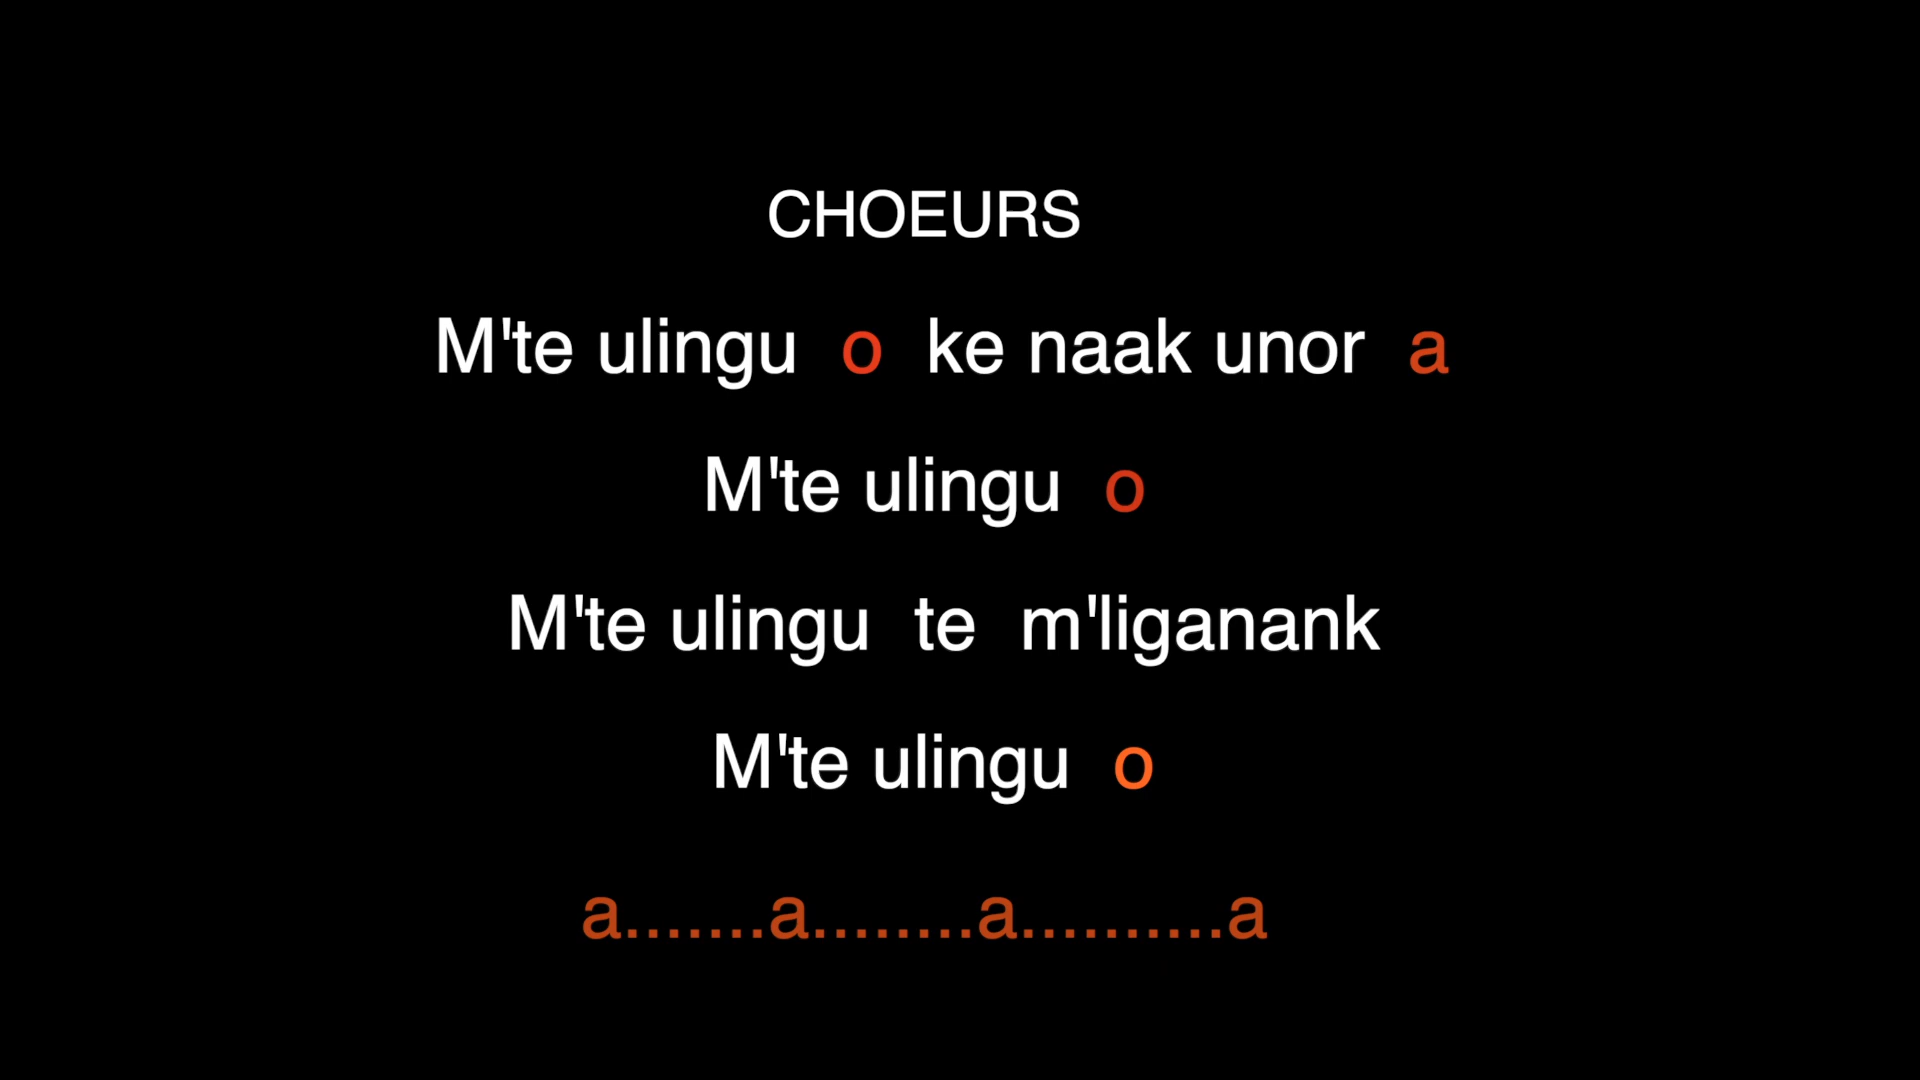 CHOEURS
M'te ulingu o ke naak unor a
M'te ulingu o
M'te ulingu te m'liganank
M'te ulingu o
a.......a........a..........a